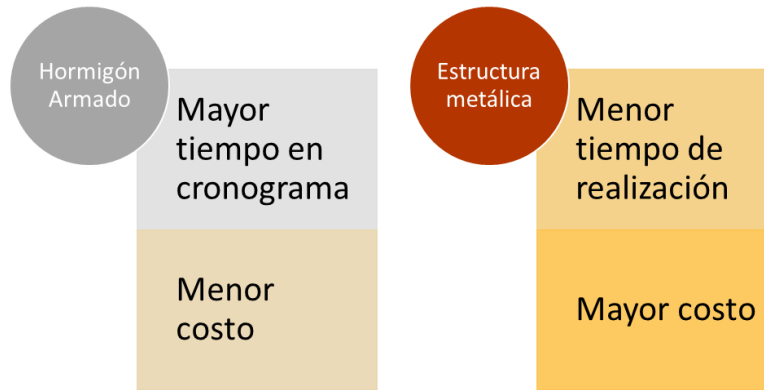 Hormigón
Armado
Mayor
tiempo en
cronograma
Menor
costo
Estructura
metálica
Menor
tiempo de
realización
Mayor costo